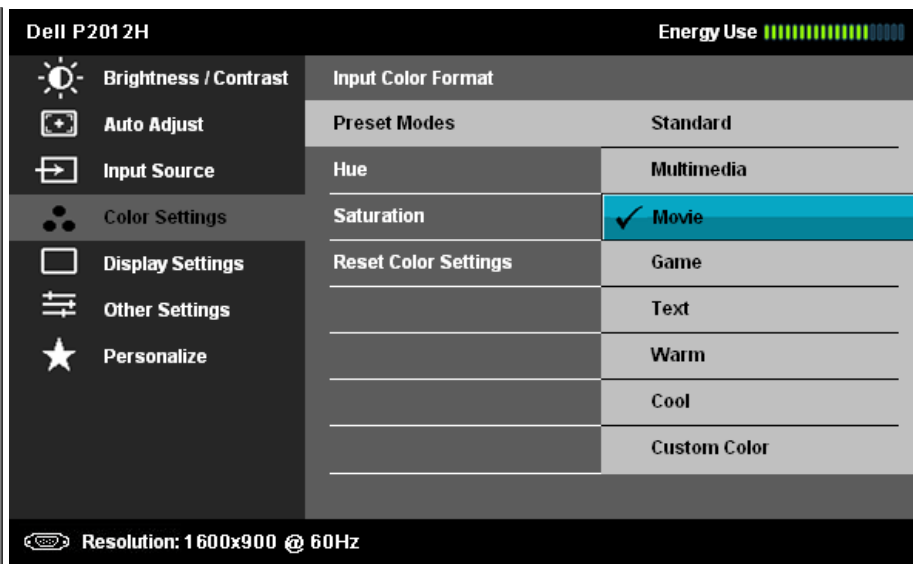 Dell P2012H
Energy Use
Brightness / Contrast
Auto Adjust
Input Source
Color Settings
Display Settings
Other Settings
Personalize
Input Color Format
Preset Modes
Hue
Saturation
Reset Color Settings
Standard
Multimedia
Movie
Game
Text
Warm
Cool
Custom Color
Resolution: 1600x900 @ 60Hz